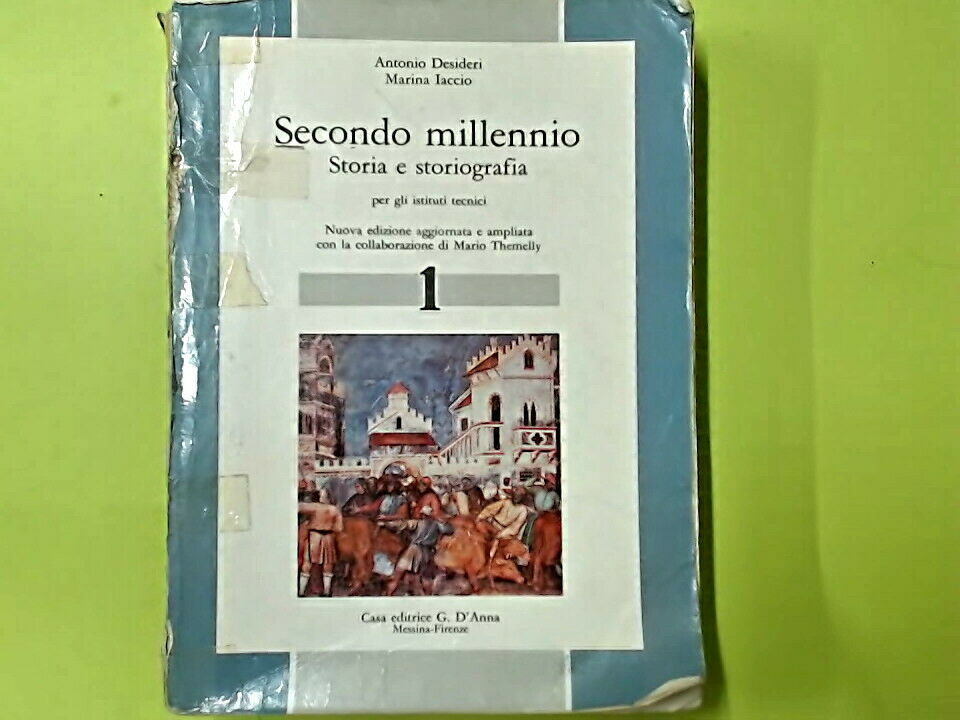 Antonio Desideri
Marina Iaccio
Secondo millennio
Storia e storiografia
per gli istituti tecnici
Nuova edizione aggiornata e ampliata
con la collaborazione di Mario Themelly
1
Casa editrice G. D'Anna
Messina-Firenze